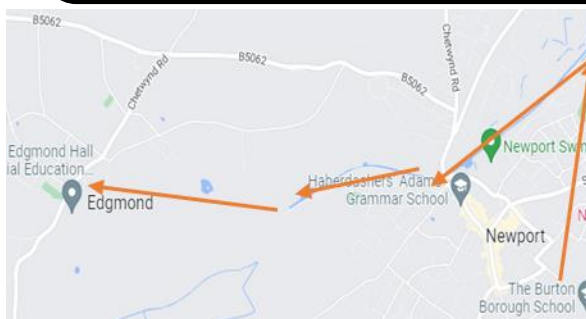 B5062
Chetwynd Rd
B5062
Chetwynd Rd
B5062
Edgmond Hall
ial Education...
Edgmond
Newport Swim
Haberdashers' Adams
Grammar School
Newport
N
The Burton
Borough School